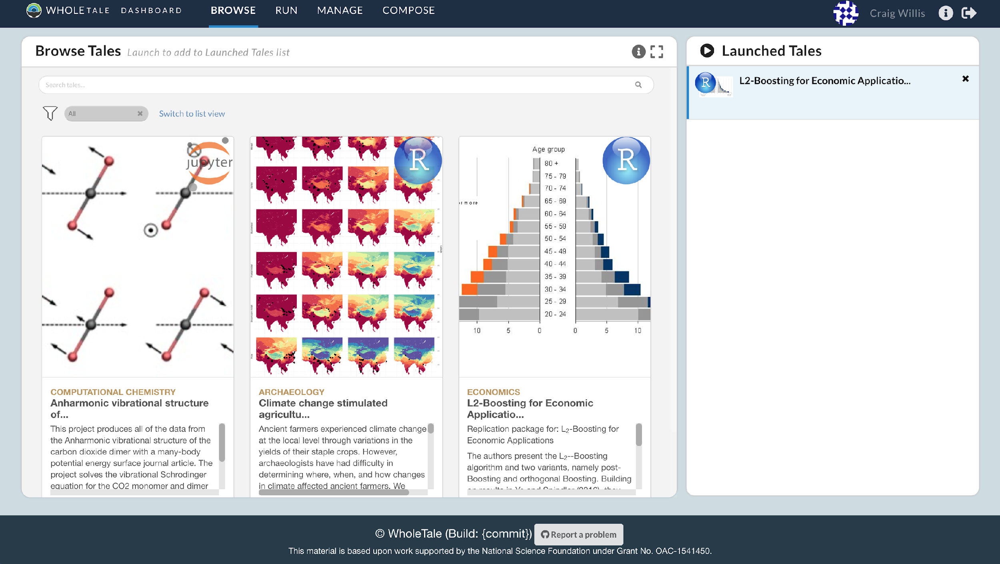 WHOLETALE DASHBOARD BROWSE RUN MANAGE COMPOSE Craig Willis
Browse Tales Launch to add to Launched Tales list
Search tales...
All Switch to list view
Launched Tales
L2-Boosting for Economic Applicatio...
jupyter
R
R
R
Age group
80 +
75 - 79
70 - 74
65 - 69
or more
60 - 64
55 - 59
50 - 54
45 - 49
40 - 44
35 - 39
30 - 34
25 - 29
20 - 24
10 5 0 0 5 10
COMPUTATIONAL CHEMISTRY
Anharmonic vibrational structure
of...
This project produces all of the data from
the Anharmonic vibrational structure of the
carbon dioxide dimer with a many-body
potential energy surface journal article. The
project solves the vibrational Schrodinger
equation for the CO2 monomer and dimer
ARCHAEOLOGY
Climate change stimulated
agricultu...
Ancient farmers experienced climate change
at the local level through variations in the
yields of their staple crops. However,
archaeologists have had difficulty in
determining where, when, and how changes
in climate affected ancient farmers. We
ECONOMICS
L2-Boosting for Economic
Applicatio...
Replication package for: L₂-Boosting for
Economic Applications
The authors present the L₂--Boosting
algorithm and two variants, namely post-
Boosting and orthogonal Boosting. Building
on results in Ye and Spindler (2016), they
© WholeTale (Build: {commit}) Report a problem
This material is based upon work supported by the National Science Foundation under Grant No. OAC-1541450.